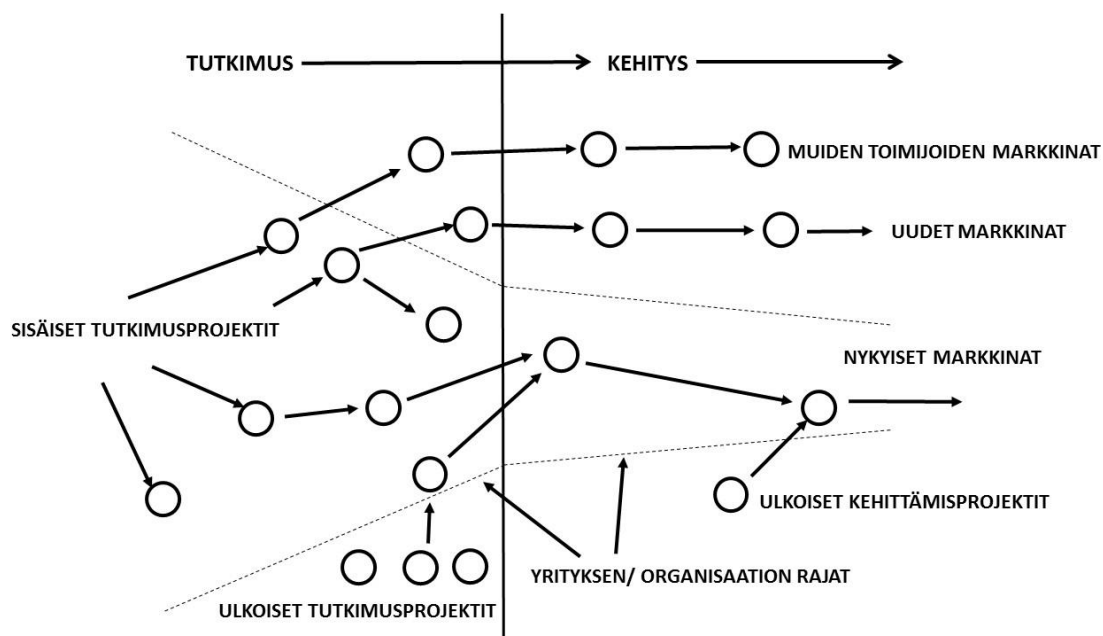 TUTKIMUS
KEHITYS
MUIDEN TOIMIJOIDEN MARKKINAT
UUDET MARKKINAT
SISÄISET TUTKIMUSPROJEKTIT
NYKYISET MARKKINAT
ULKOISET KEHITTÄMISPROJEKTIT
YRITYKSEN/ ORGANISAATION RAJAT
ULKOISET TUTKIMUSPROJEKTIT